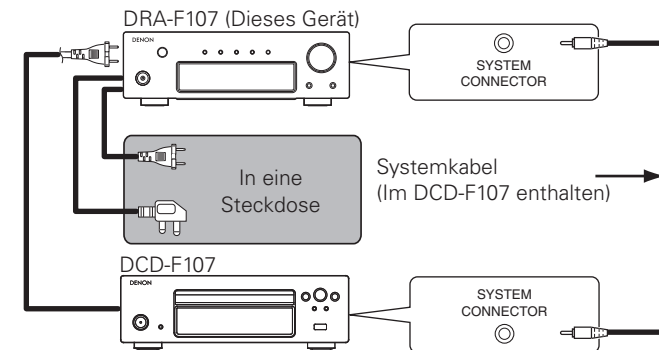 DRA-F107 (Dieses Gerät)
DENON
SYSTEM
CONNECTOR
In eine
Steckdose
Systemkabel
(Im DCD-F107 enthalten)
DCD-F107
DENON
SYSTEM
CONNECTOR